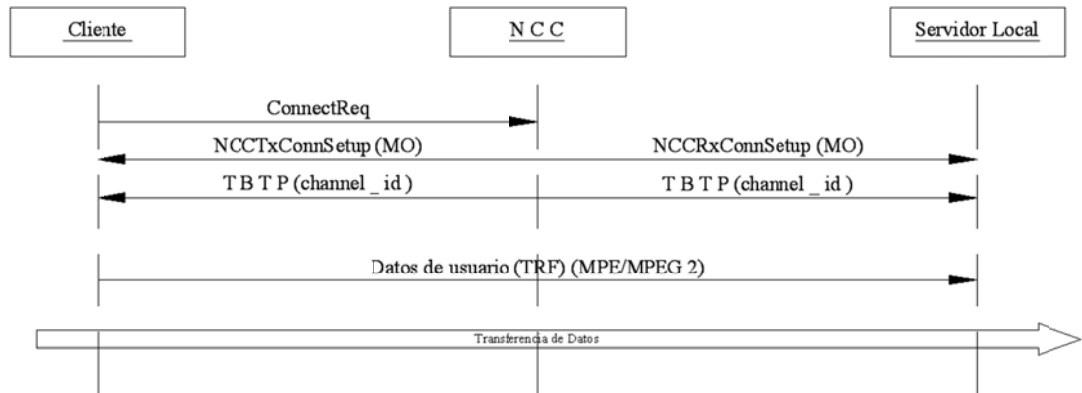 Cliente
N C C
Servidor Local
ConnectReq
NCCTxConnSetup (MO)
NCCRxConnSetup (MO)
T B T P (channel _ id )
T B T P (channel _ id )
Datos de usuario (TRF) (MPE/MPEG 2)
Transferencia de Datos